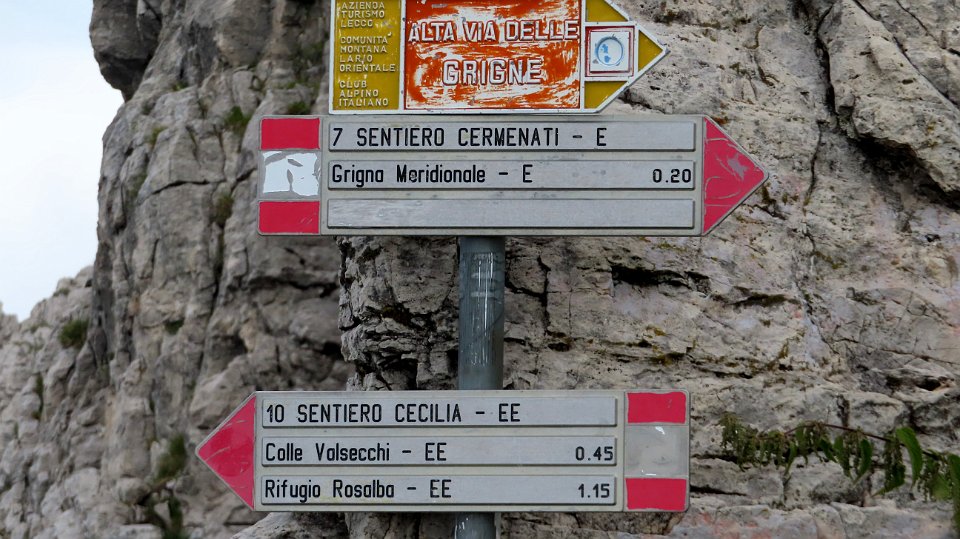 AZIENDA
TURISMO
LECCO
COMUNITA
MONTANA
LARIO
ORIENTALE
CLUB
ALPINO
ITALIANO
ALTA VIA DELLE
GRIGNE
7 SENTIERO CERMENATI - E
Grigna Meridionale - E 0.20
10 SENTIERO CECILIA - EE
Colle Valsecchi - EE 0.45
Rifugio Rosalba - EE 1.15